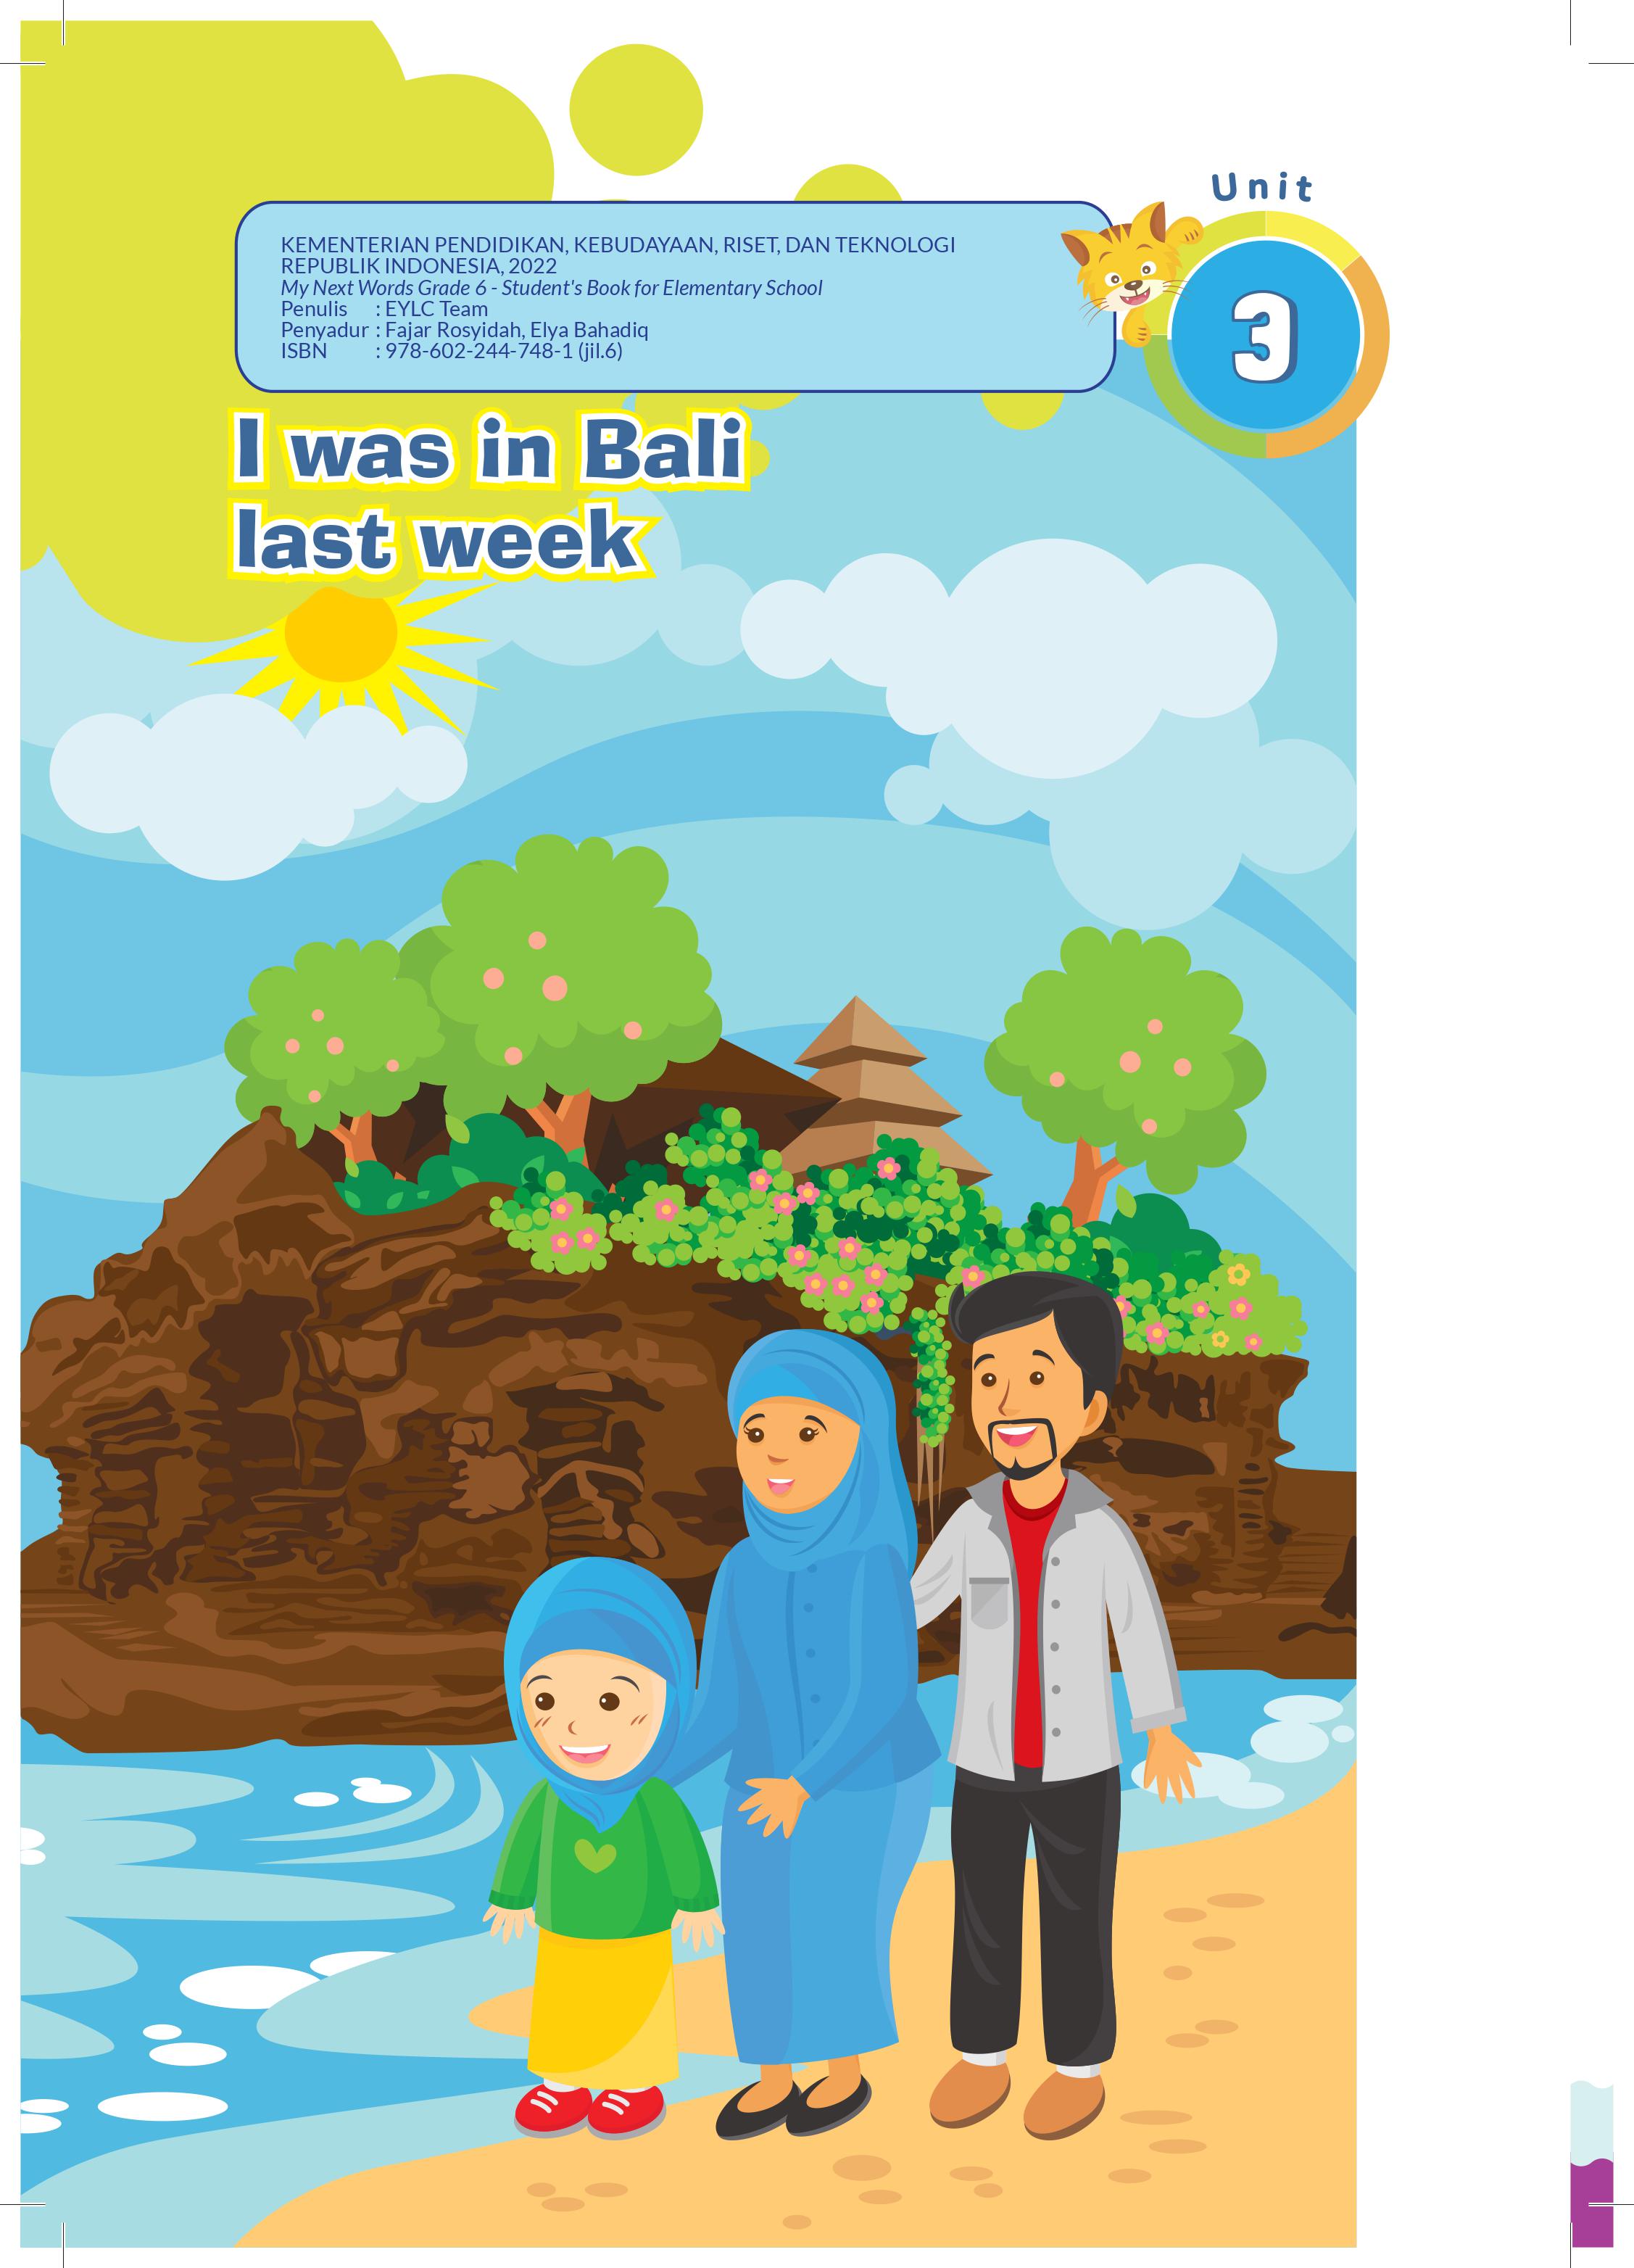 Unit
3
KEMENTERIAN PENDIDIKAN, KEBUDAYAAN, RISET, DAN TEKNOLOGI
REPUBLIK INDONESIA, 2022
My Next Words Grade 6 - Student's Book for Elementary School
Penulis : EYLC Team
Penyadur : Fajar Rosyidah, Elya Bahadiq
ISBN : 978-602-244-748-1 (jil.6)
I was in Bali
last week